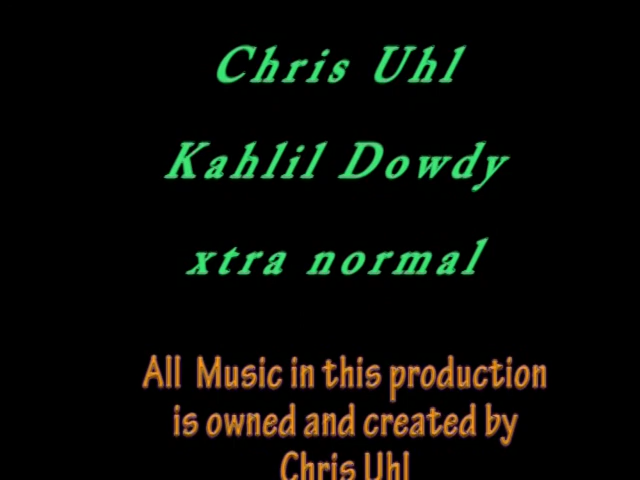 Chris Uhl
Kahlil Dowdy
xtra normal
All Music in this production
is owned and created by
Chris Uhl